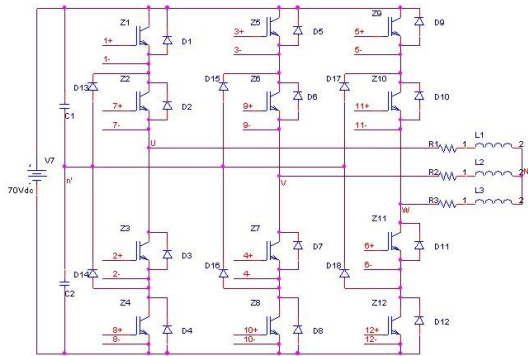 Z1 Z5 Z9
D9
1+ D1 3+ D5 5+
1- 3- 5-
D13 Z2 D15 Z6 D17 Z10
7+ D2 9+ D6 11+ D10
C1
7- 9- 11-
U R1 1 L1 2
V7 n' V R2 1 L2 2 N
70Vdc
W R3 1 L3 2
Z3 Z7 Z11
2+ D3 4+ D7 6+ D11
D14 2- D16 4- D18 6-
C2
Z4 Z8 Z12
8+ D4 10+ D8 12+ D12
8- 10- 12-